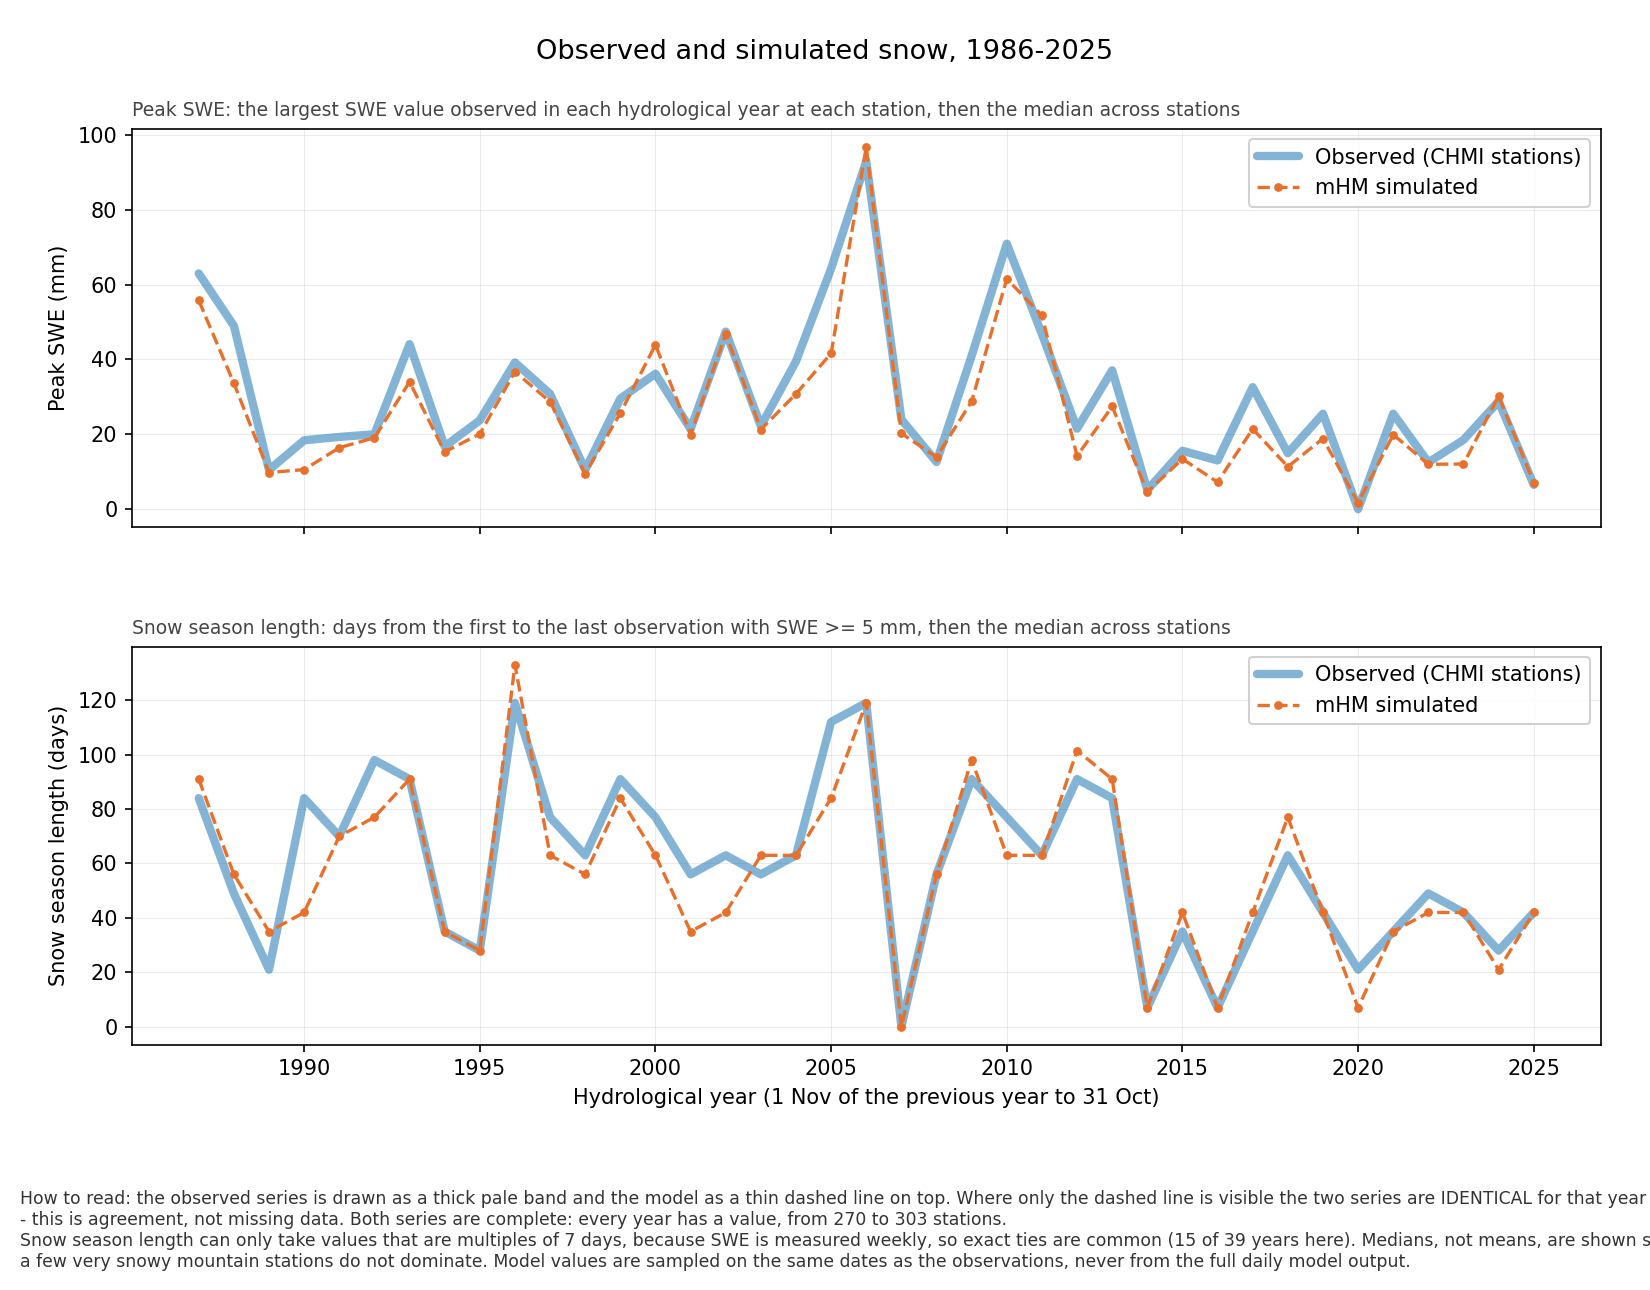 Observed and simulated snow, 1986-2025
Peak SWE: the largest SWE value observed in each hydrological year at each station, then the median across stations
100
80
60
40
20
0
Peak SWE (mm)
Observed (CHMI stations)
mHM simulated
Snow season length: days from the first to the last observation with SWE >= 5 mm, then the median across stations
120
100
80
60
40
20
0
Snow season length (days)
Observed (CHMI stations)
mHM simulated
1990 1995 2000 2005 2010 2015 2020 2025
Hydrological year (1 Nov of the previous year to 31 Oct)
How to read: the observed series is drawn as a thick pale band and the model as a thin dashed line on top. Where only the dashed line is visible the two series are IDENTICAL for that year
- this is agreement, not missing data. Both series are complete: every year has a value, from 270 to 303 stations.
Snow season length can only take values that are multiples of 7 days, because SWE is measured weekly, so exact ties are common (15 of 39 years here). Medians, not means, are shown
a few very snowy mountain stations do not dominate. Model values are sampled on the same dates as the observations, never from the full daily model output.